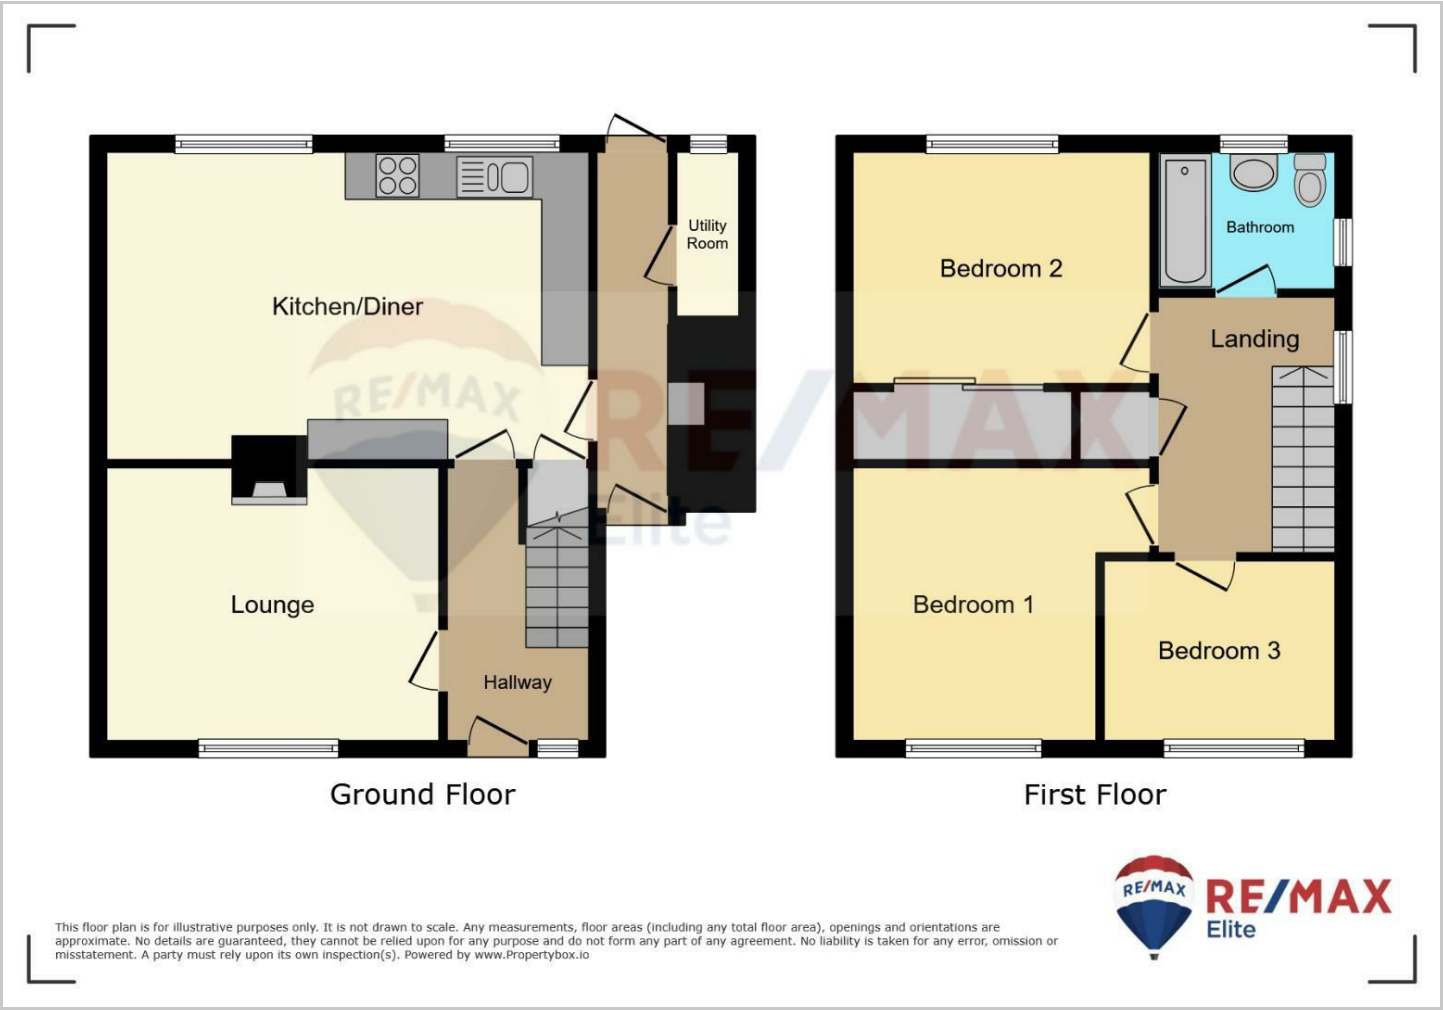 Utility
Room
Bathroom
Bedroom 2
Kitchen/Diner
Landing
RE/MAX
RE/MAX
Elite
Lounge
Bedroom 1
Bedroom 3
Hallway
Ground Floor
First Floor
RE/MAX
RE/MAX
Elite
This floor plan is for illustrative purposes only. It is not drawn to scale. Any measurements, floor areas (including any total floor area), openings and orientations are
approximate. No details are guaranteed, they cannot be relied upon for any purpose and do not form any part of any agreement. No liability is taken for any error, omission or
misstatement. A party must rely upon its own inspection(s). Powered by www.Propertybox.io